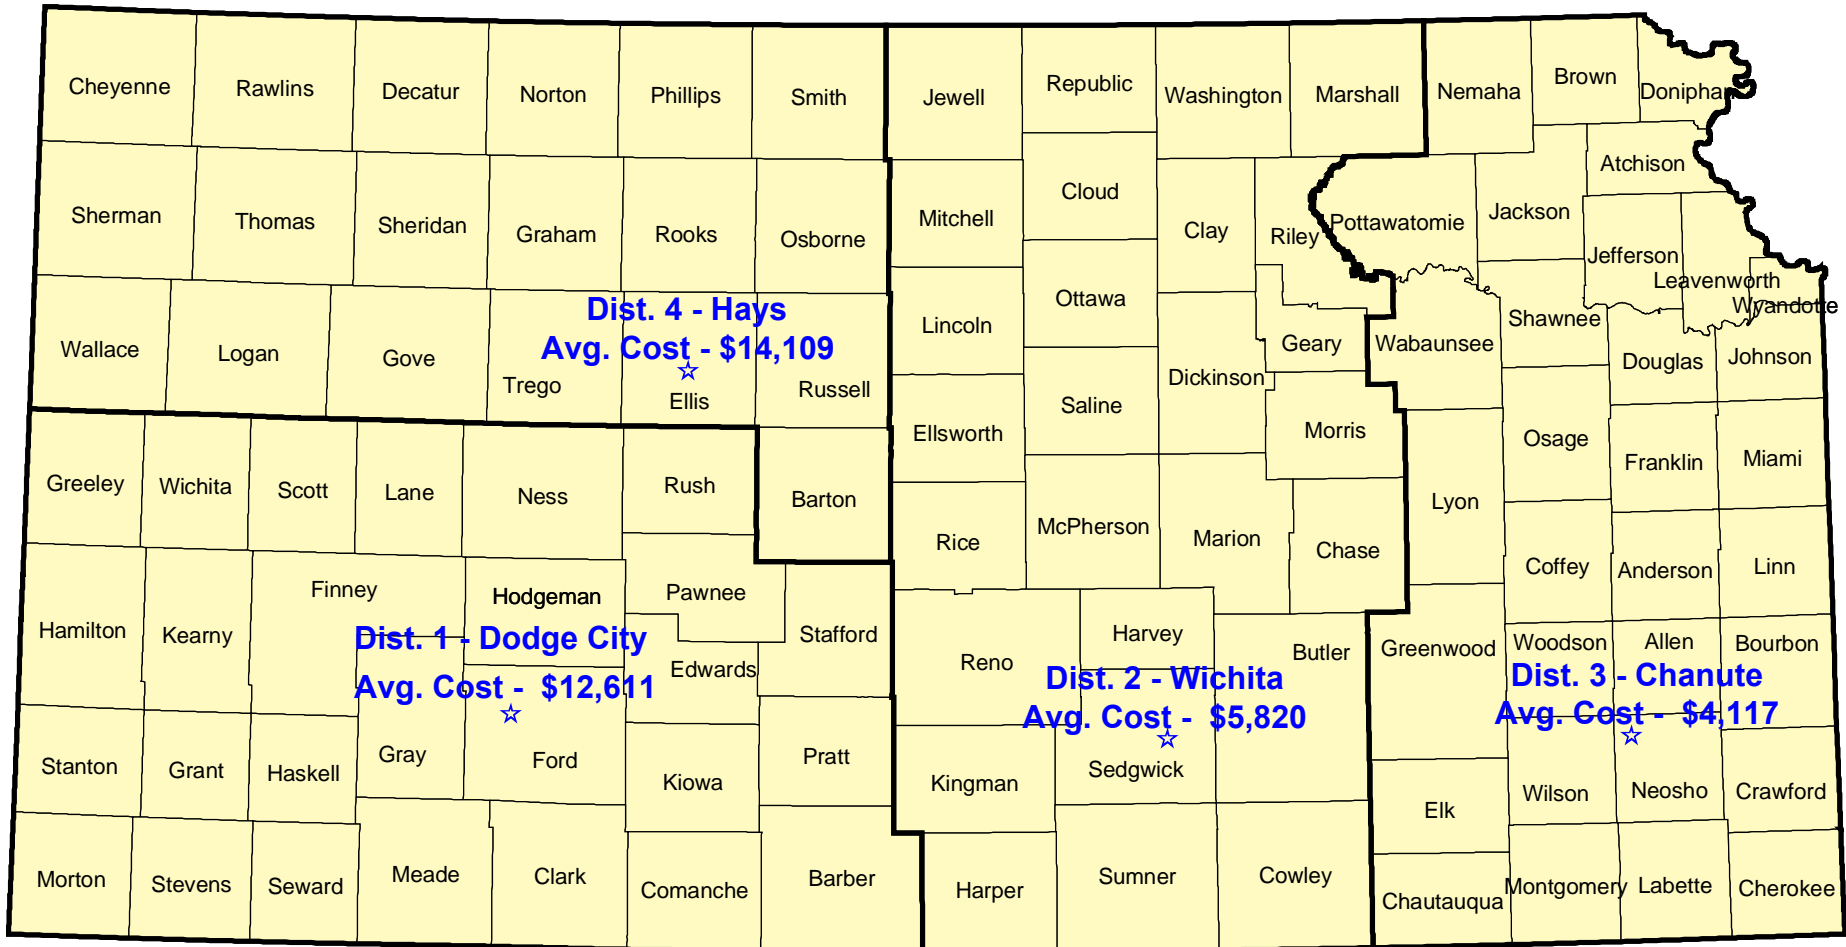 Cheyenne
Rawlins
Decatur
Norton
Phillips
Smith
Jewell
Republic
Washington
Marshall
Nemaha
Brown
Doniphan
Sherman
Thomas
Sheridan
Graham
Rooks
Osborne
Mitchell
Cloud
Clay
Riley
Pottawatomie
Jackson
Atchison
Jefferson
Leavenworth
Wyandotte
Wallace
Logan
Gove
Trego
Dist. 4 - Hays
Avg. Cost - $14,109
Ellis
Russell
Lincoln
Ottawa
Dickinson
Geary
Wabaunsee
Shawnee
Douglas
Johnson
Ellsworth
Saline
Morris
Osage
Franklin
Miami
Greeley
Wichita
Scott
Lane
Ness
Rush
Barton
Rice
McPherson
Marion
Chase
Lyon
Coffey
Anderson
Linn
Hamilton
Kearny
Finney
Hodgeman
Pawnee
Stafford
Edwards
Dist. 1 - Dodge City
Avg. Cost - $12,611
Reno
Harvey
Butler
Dist. 2 - Wichita
Avg. Cost - $5,820
Sedgwick
Greenwood
Woodson
Allen
Bourbon
Dist. 3 - Chanute
Avg. Cost - $4,117
Stanton
Grant
Haskell
Gray
Ford
Kiowa
Pratt
Kingman
Elk
Wilson
Neosho
Crawford
Morton
Stevens
Seward
Meade
Clark
Comanche
Barber
Harper
Sumner
Cowley
Chautauqua
Montgomery
Labette
Cherokee